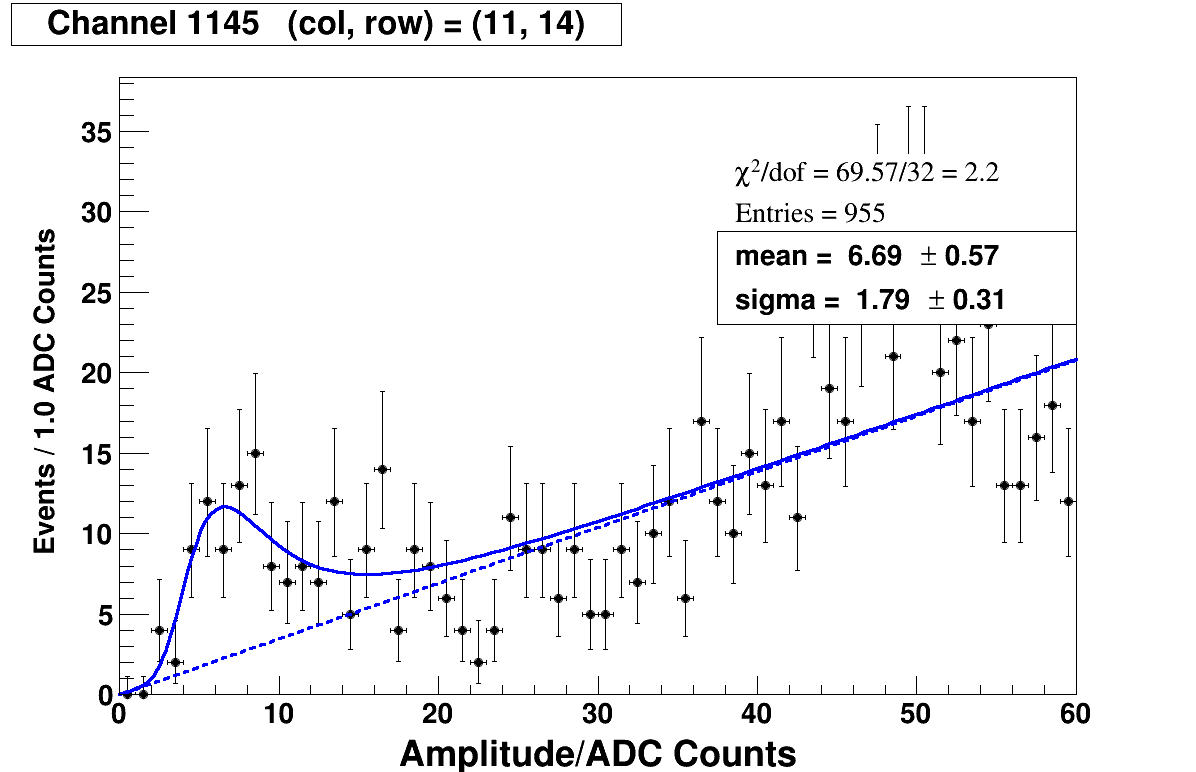 Channel 1145 (col, row) = (11, 14)
35
30
25
20
15
10
5
0
Events / 1.0 ADC Counts
χ²/dof = 69.57/32 = 2.2
Entries = 955
mean = 6.69 ± 0.57
sigma = 1.79 ± 0.31
0 10 20 30 40 50 60
Amplitude/ADC Counts